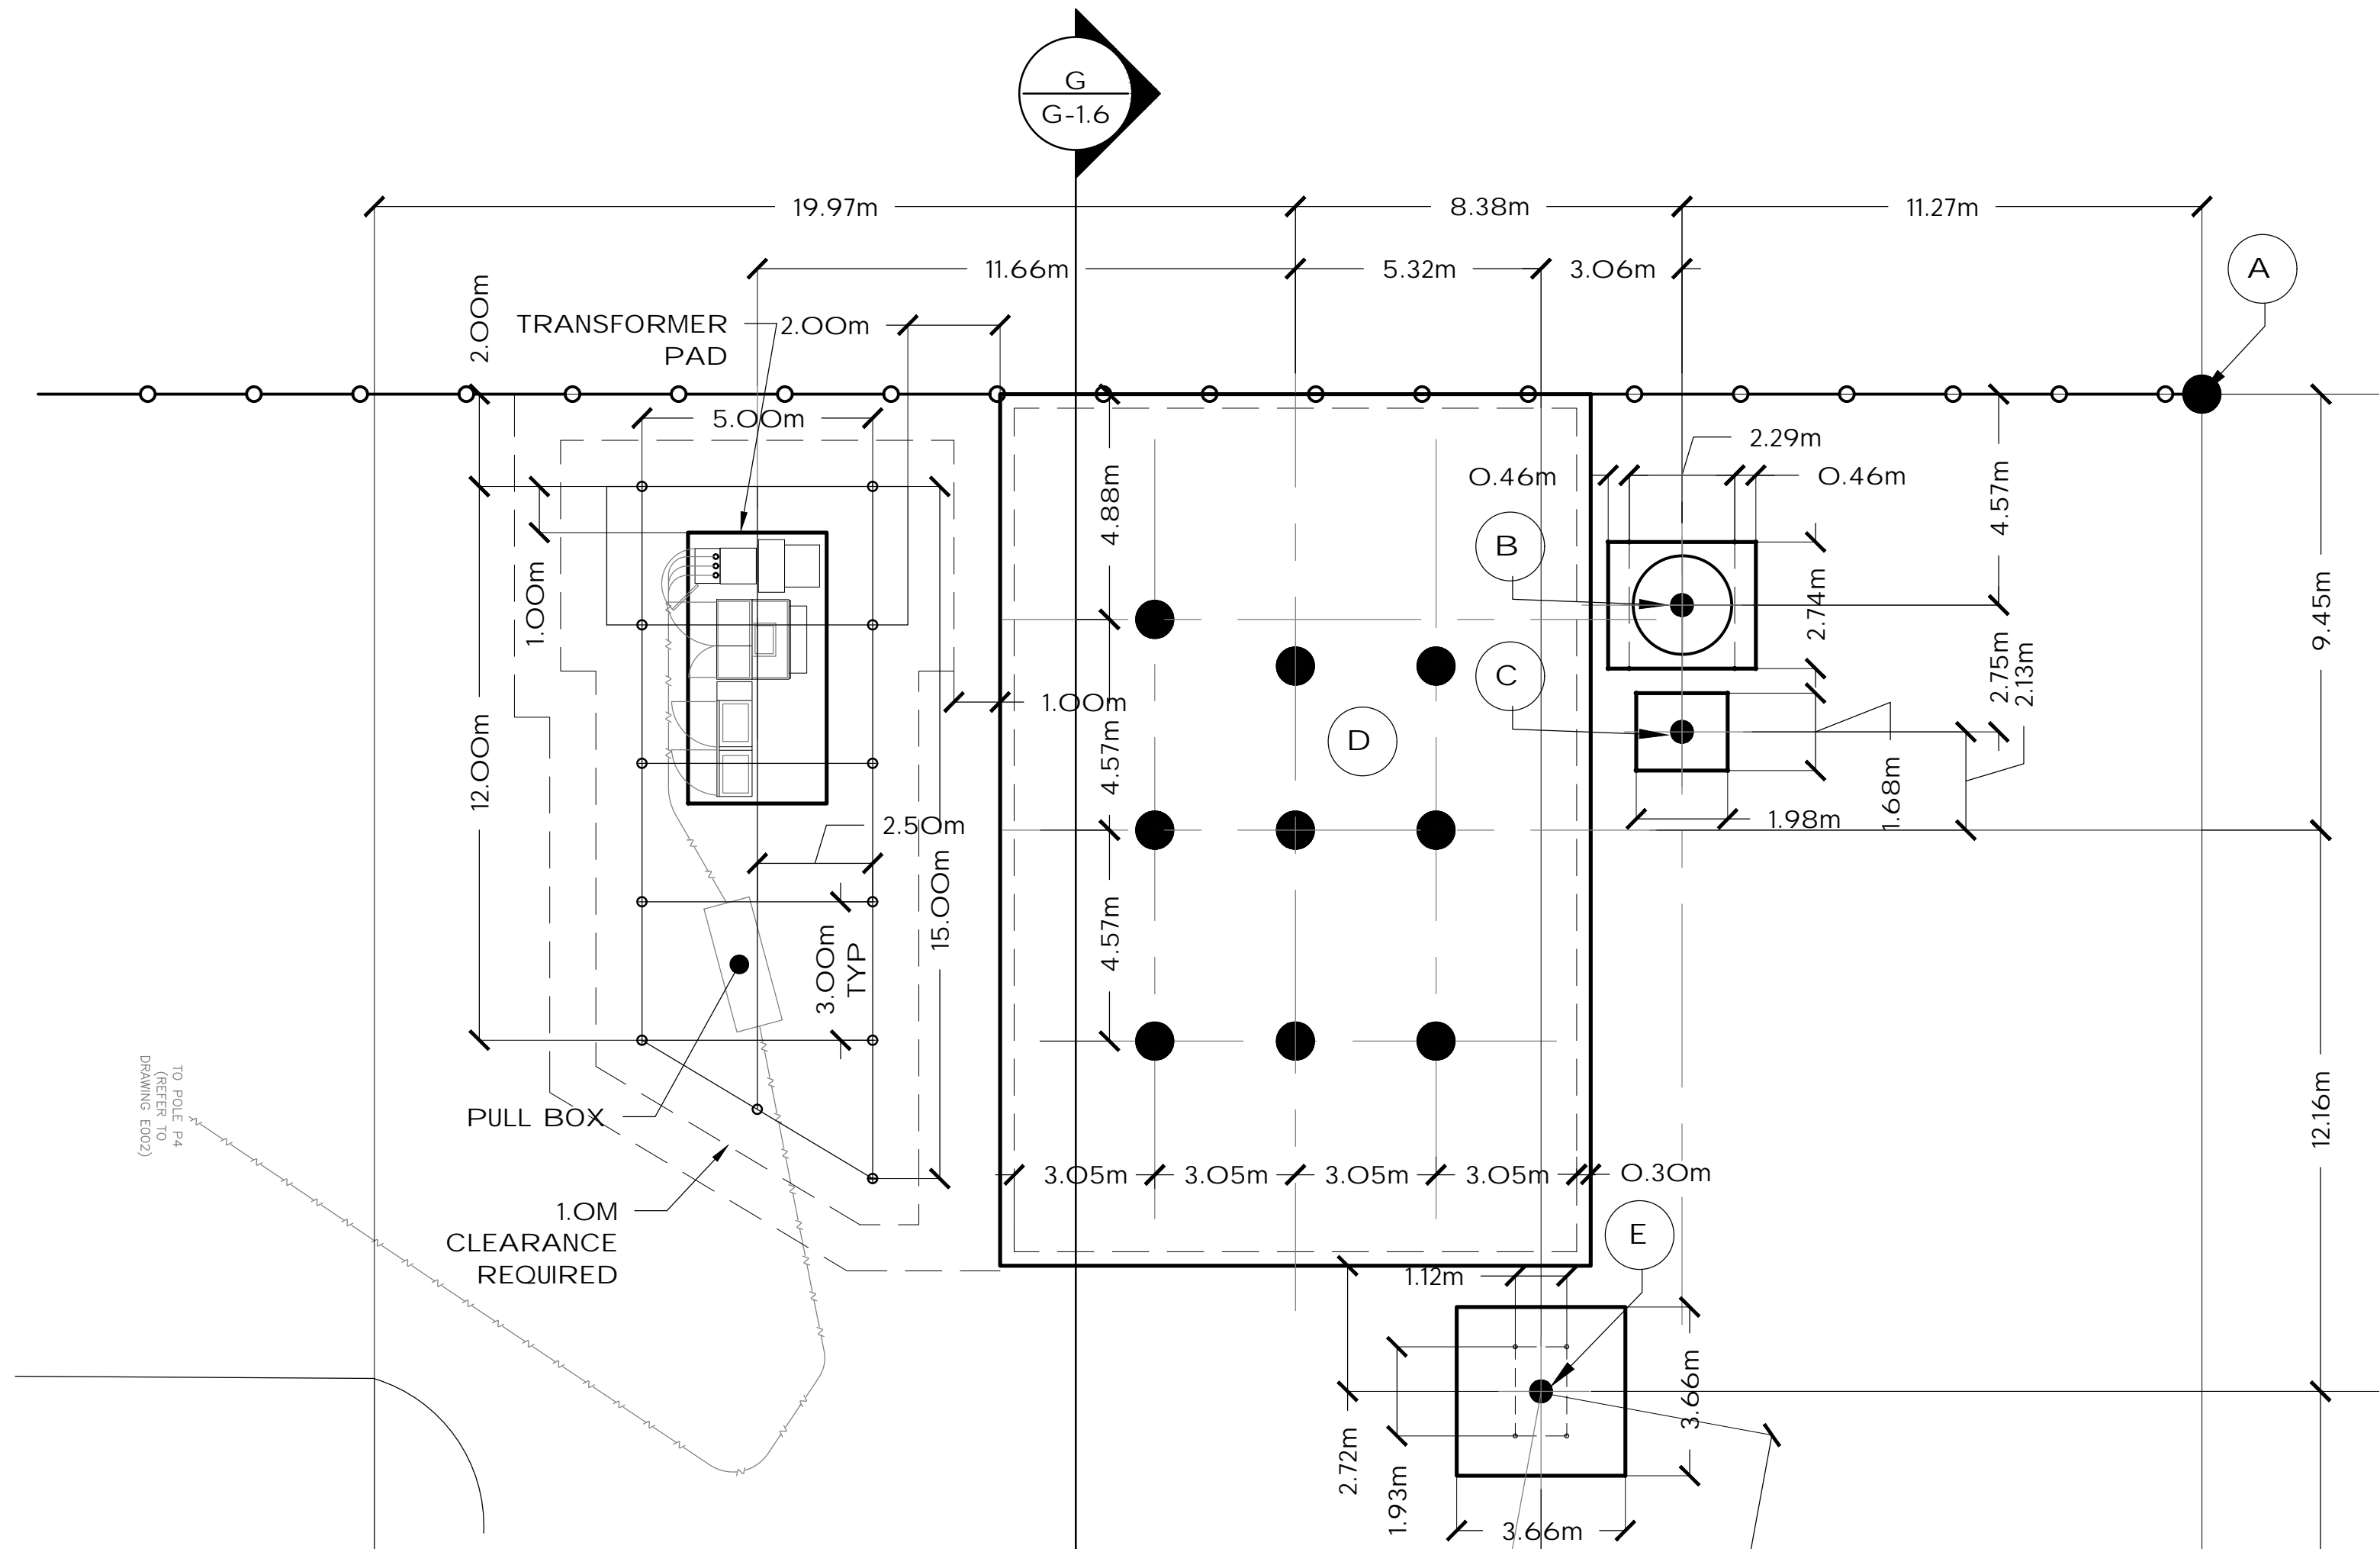 G
G-1.6
19.97m
8.38m
11.27m
11.66m
5.32m
3.06m
A
2.00m
TRANSFORMER
PAD
2.00m
5.00m
2.29m
0.46m
0.46m
4.88m
4.57m
B
1.00m
2.74m
9.45m
C
2.75m
2.13m
1.00m
D
4.57m
12.00m
1.68m
1.98m
2.50m
15.00m
4.57m
3.00m
TYP
PULL BOX
TO POLE P4
(REFER TO
DRAWING E002)
12.16m
3.05m
3.05m
3.05m
3.05m
0.30m
1.0M
CLEARANCE
REQUIRED
E
1.12m
3.66m
2.72m
1.93m
3.66m